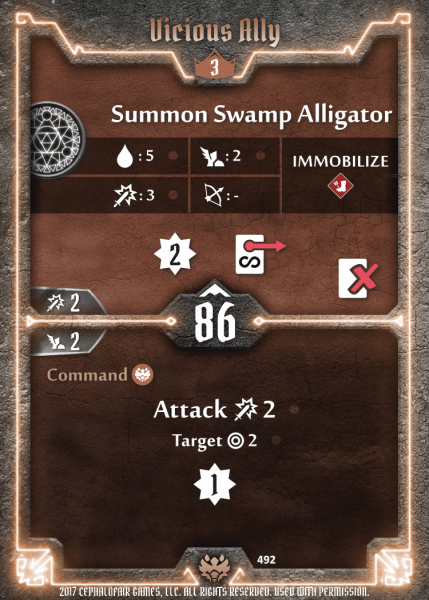 Vicious Ally
3
Summon Swamp Alligator
: 5
: 2
IMMOBILIZE
: 3
: -
2
S
2
86
2
Command
Attack 2
Target 2
1
492
2017 CEPHALOFAIR GAMES, LLC. ALL RIGHTS RESERVED. USED WITH PERMISSION.